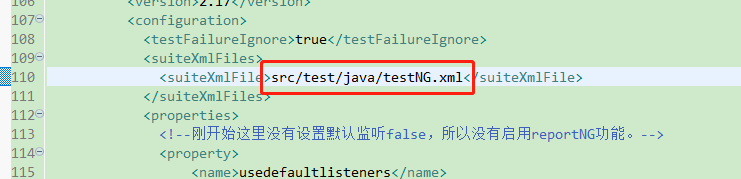 106 <version>2.17</version>
107 <configuration>
108 <testFailureIgnore>true</testFailureIgnore>
109 <suiteXmlFiles>
110 <suiteXmlFile>src/test/java/testNG.xml</suiteXmlFile>
111 </suiteXmlFiles>
112 <properties>
113 <!--刚开始这里没有设置默认监听false，所以没有启用reportNG功能。-->
114 <property>
115 <name>usedefaultlisteners</name>